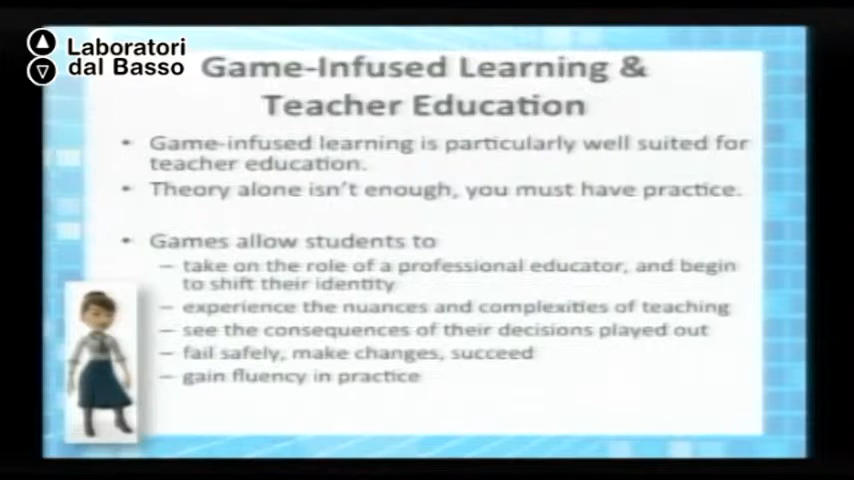 Laboratori
dal Basso
Game-Infused Learning &
Teacher Education
• Game-infused learning is particularly well suited for
teacher education.
• Theory alone isn't enough, you must have practice.
• Games allow students to
– take on the role of a professional educator, and begin
to shift their identity
– experience the nuances and complexities of teaching
– see the consequences of their decisions played out
– fail safely, make changes, succeed
– gain fluency in practice